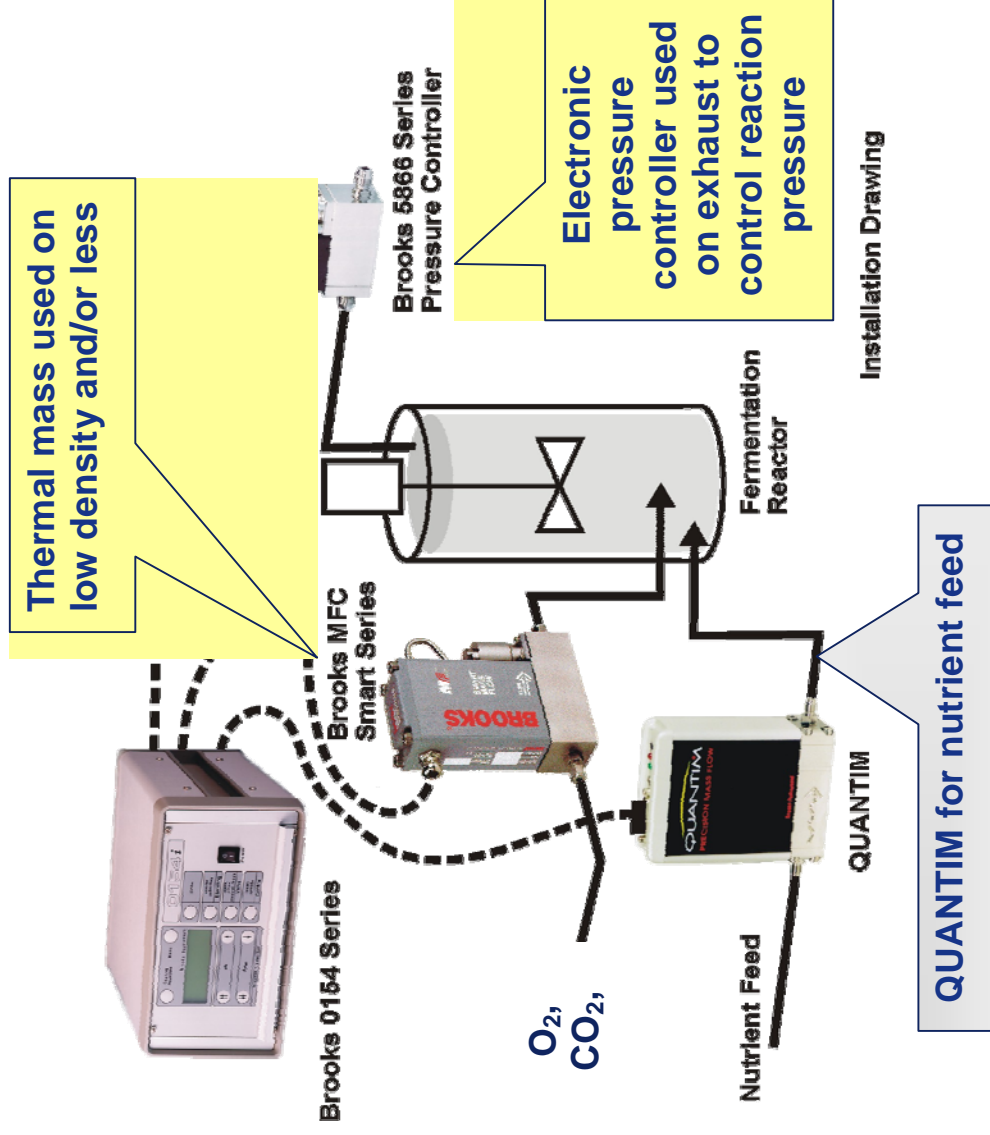 Thermal mass used on
low density and/or less
Brooks 5866 Series
Pressure Controller
Electronic
pressure
controller used
on exhaust to
control reaction
pressure
Brooks 0154 Series
Brooks MFC
Smart Series
BROOKS
O₂,
CO₂,
Fermentation
Reactor
Installation Drawing
Nutrient Feed
QUANTIM
PRECISION MASS FLOW
QUANTIM
QUANTIM for nutrient feed